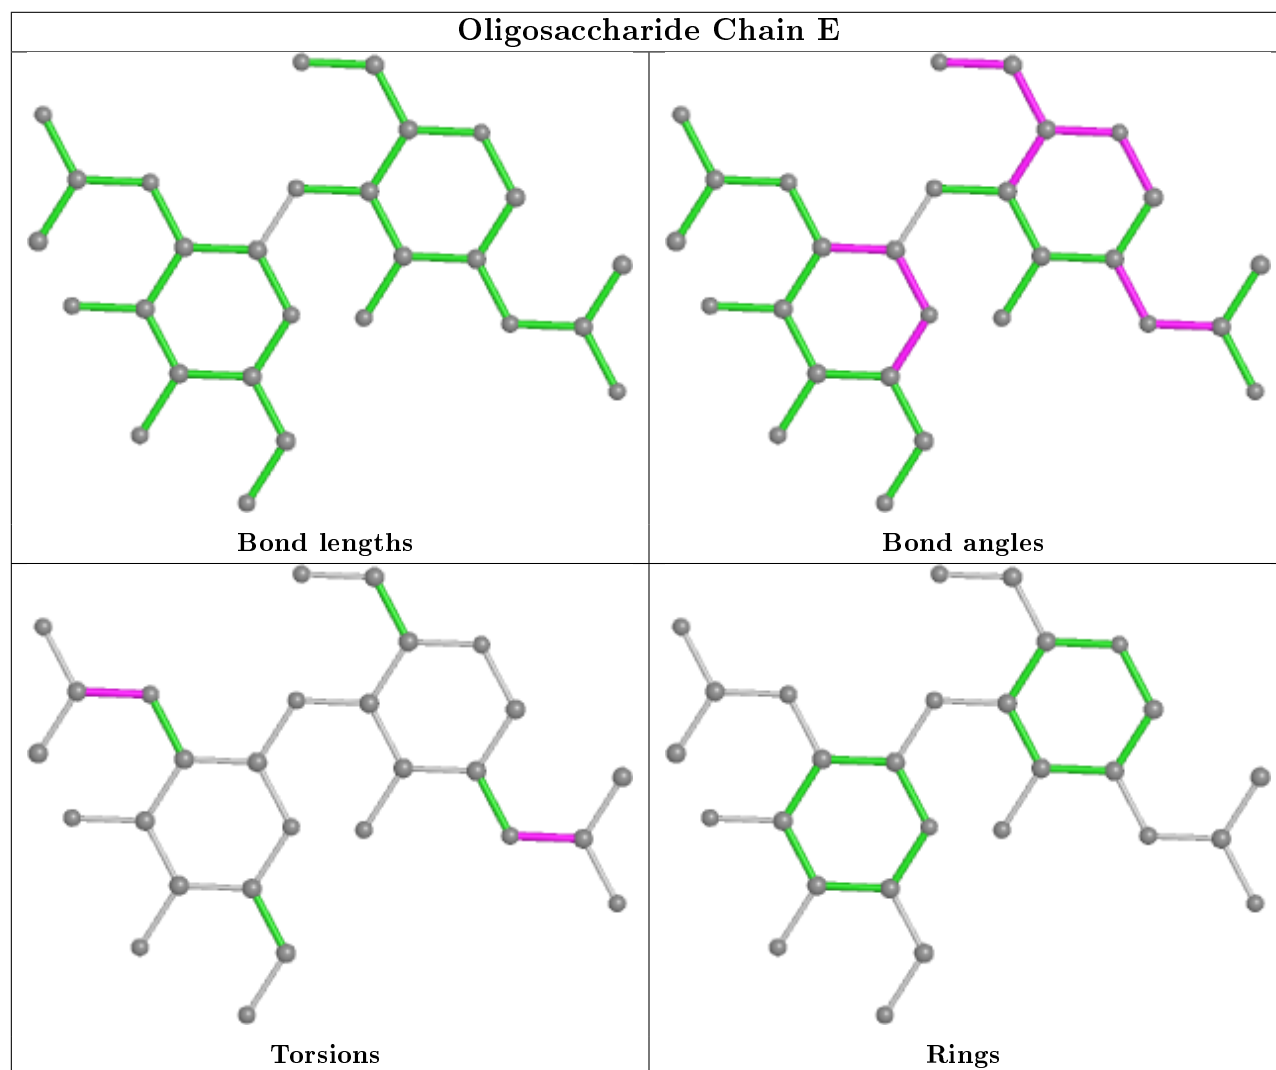 Oligosaccharide Chain E
Bond lengths
Bond angles
Torsions
Rings